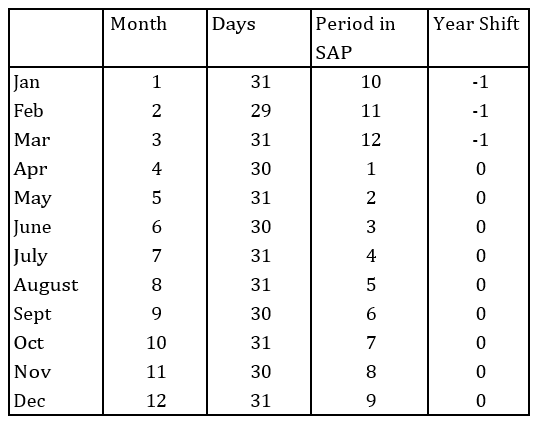 Month Days Period in SAP Year Shift
Jan 1 31 10 -1
Feb 2 29 11 -1
Mar 3 31 12 -1
Apr 4 30 1 0
May 5 31 2 0
June 6 30 3 0
July 7 31 4 0
August 8 31 5 0
Sept 9 30 6 0
Oct 10 31 7 0
Nov 11 30 8 0
Dec 12 31 9 0